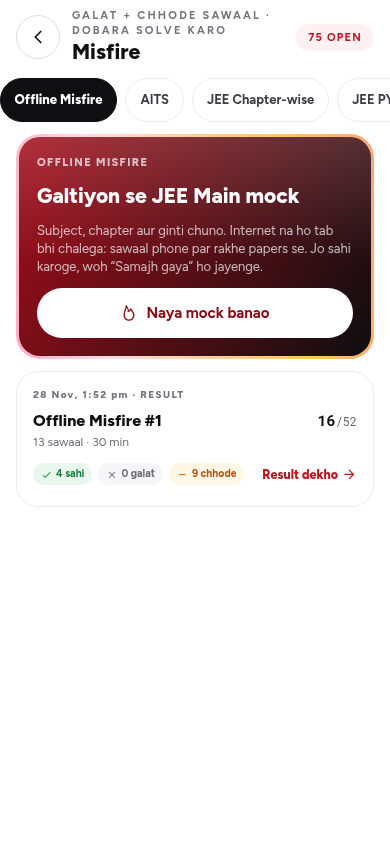 GALAT + CHHODE SAWAAL ·
DOBARA SOLVE KARO
Misfire
75 OPEN
Offline Misfire
AITS
JEE Chapter-wise
JEE PY
OFFLINE MISFIRE
Galtiyon se JEE Main mock
Subject, chapter aur ginti chuno. Internet na ho tab
bhi chalega: sawaal phone par rakhe papers se. Jo sahi
karoge, woh “Samajh gaya” ho jayenge.
Naya mock banao
28 Nov, 1:52 pm · RESULT
Offline Misfire #1
16/52
13 sawaal · 30 min
4 sahi
0 galat
9 chhode
Result dekho →